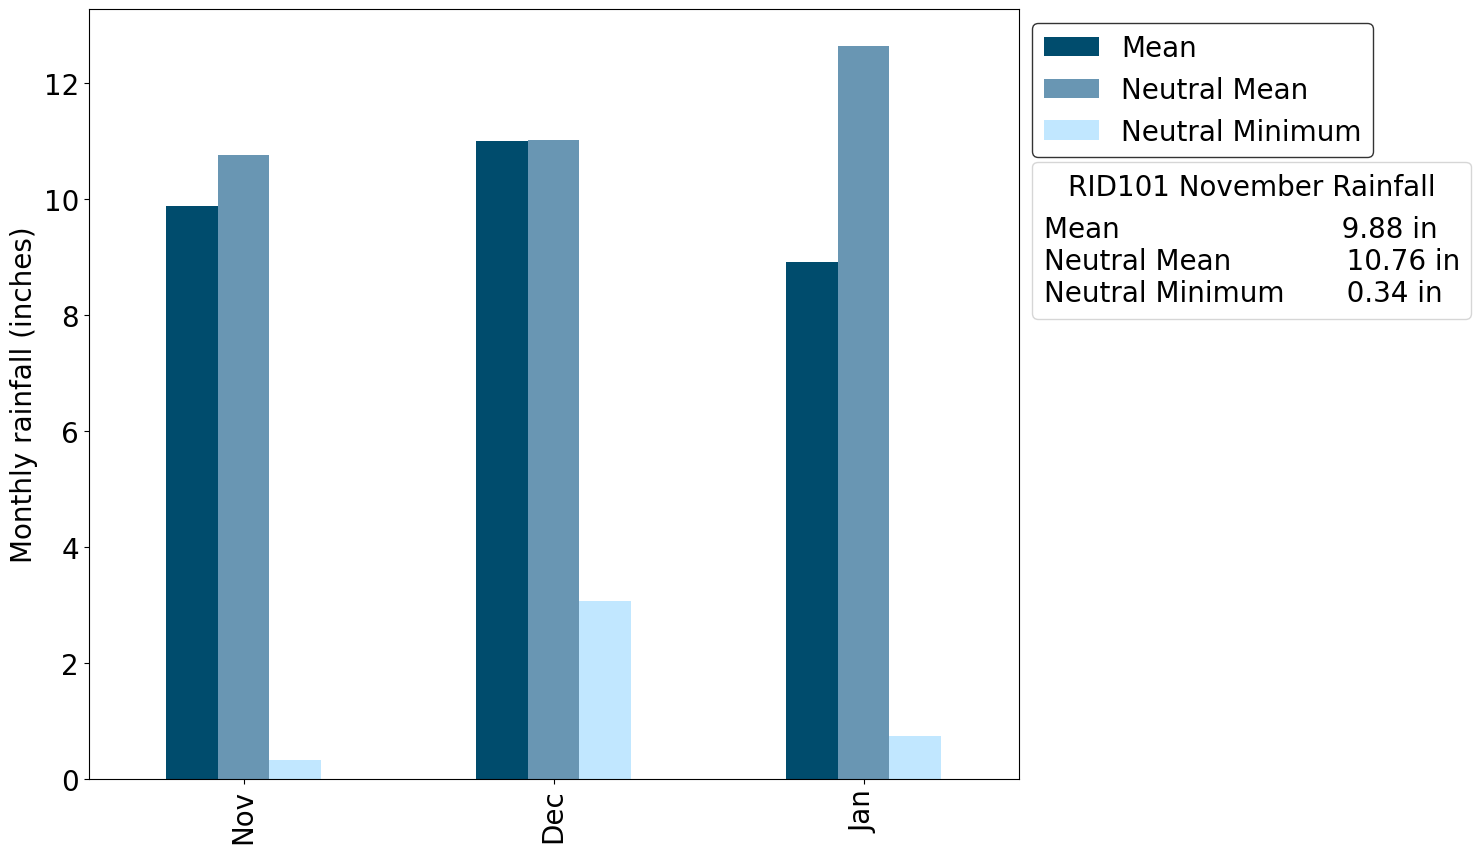 Monthly rainfall (inches)
12
10
8
6
4
2
0
Nov
Dec
Jan
Mean
Neutral Mean
Neutral Minimum
RID101 November Rainfall
Mean 9.88 in
Neutral Mean 10.76 in
Neutral Minimum 0.34 in